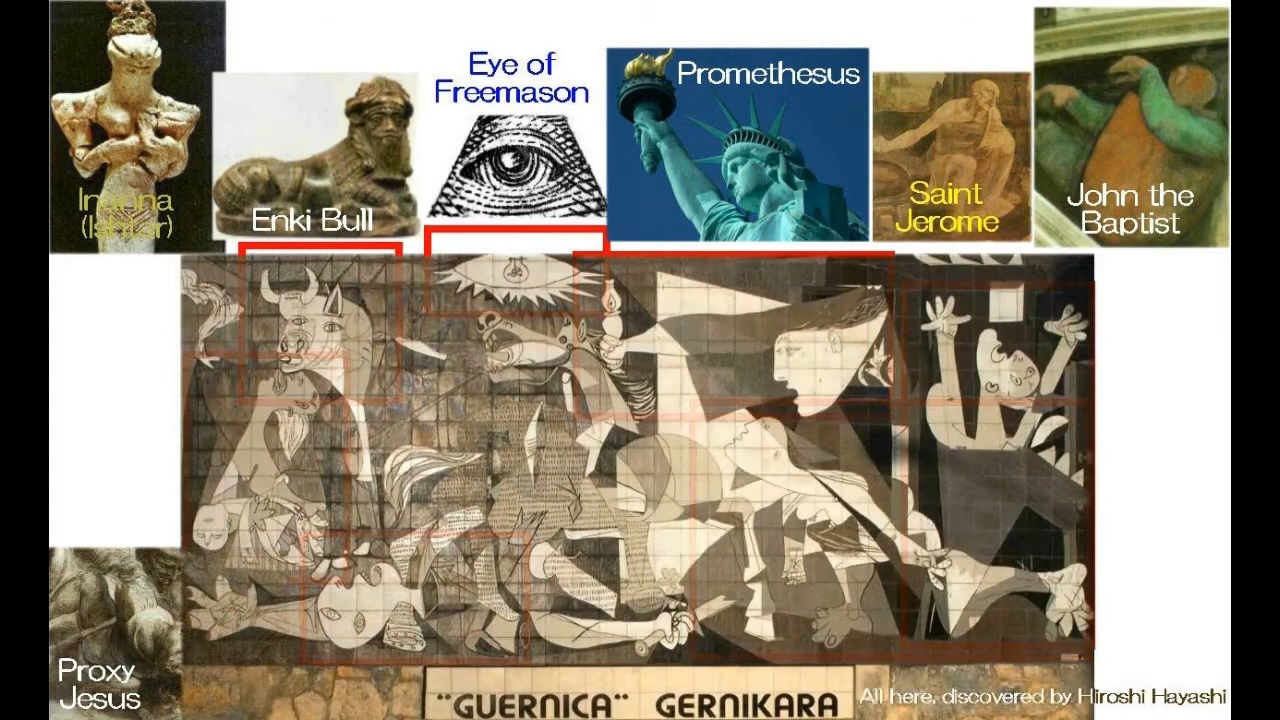 Eye of
Freemason
Promethesus
Inanna
(Ishtar)
Enki Bull
Saint
Jerome
John the
Baptist
Proxy
Jesus
"GUERNICA" GERNIKARA
All here, discovered by Hiroshi Hayashi